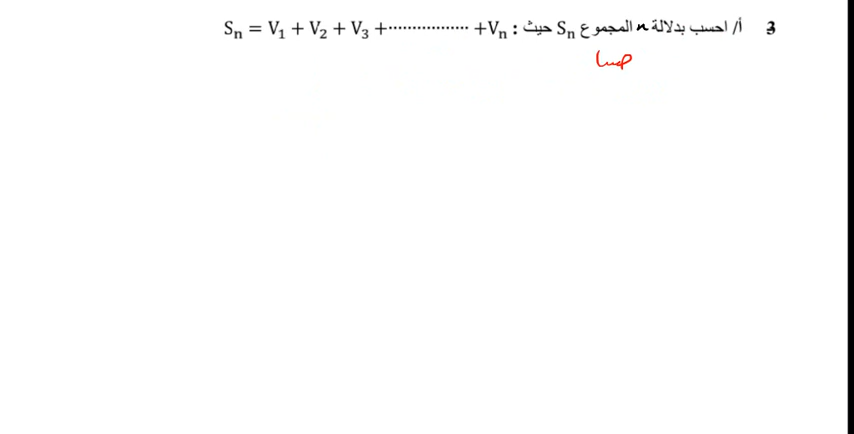 3 أ/ احسب بدلالة n المجموع Sn حيث : Sn = V1 + V2 + V3 +················· +Vn